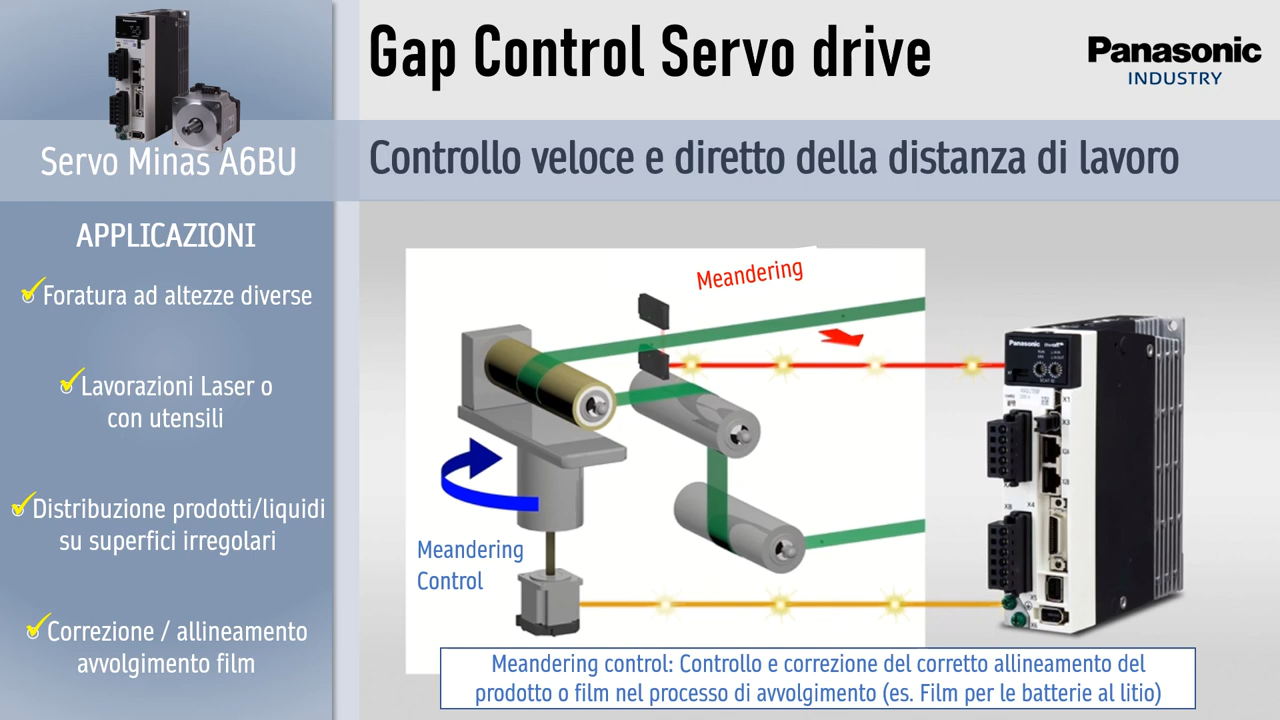 Gap Control Servo drive
Panasonic
INDUSTRY
Servo Minas A6BU
Controllo veloce e diretto della distanza di lavoro
APPLICAZIONI
Foratura ad altezze diverse
Lavorazioni Laser o
con utensili
Distribuzione prodotti/liquidi
su superfici irregolari
Correzione / allineamento
avvolgimento film
Meandering
Meandering
Control
Panasonic
X1
X3
X4
Meandering control: Controllo e correzione del corretto allineamento del
prodotto o film nel processo di avvolgimento (es. Film per le batterie al litio)